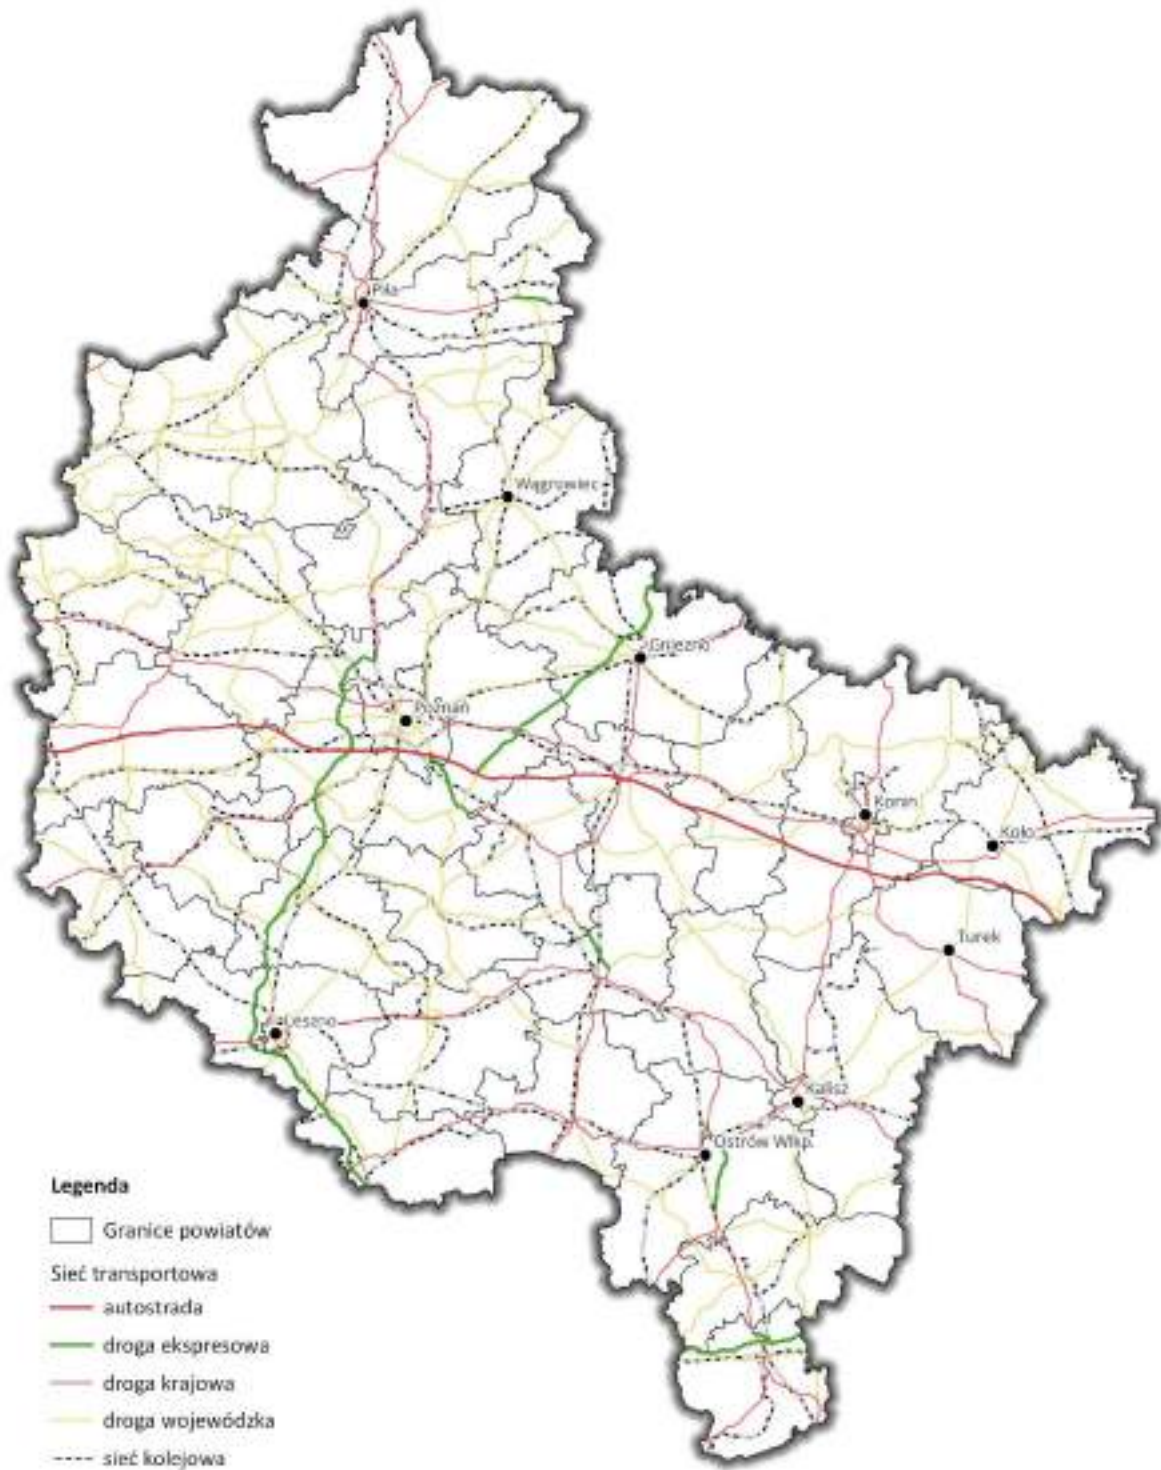 Piła
Wągrowiec
Gniezno
Poznań
Konin
Koło
Turek
Leszno
Kalisz
Ostrów Wlkp.
Legenda
Granice powiatów
Sieć transportowa
autostrada
droga ekspresowa
droga krajowa
droga wojewódzka
sieć kolejowa